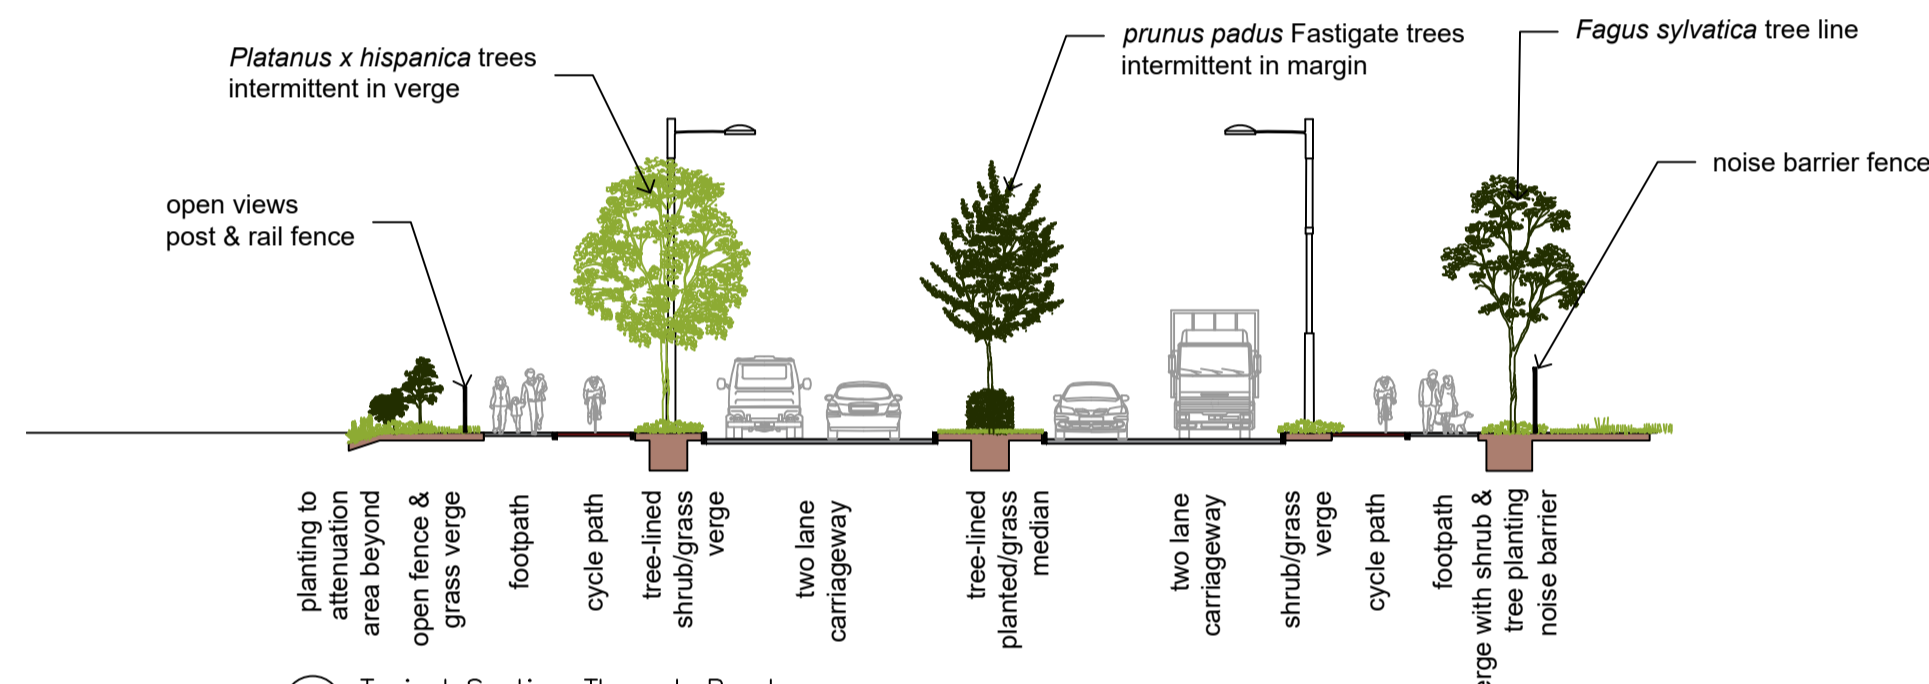 Platanus x hispanica trees
intermittent in verge
prunus padus Fastigate trees
intermittent in margin
Fagus sylvatica tree line
noise barrier fence
open views
post & rail fence
planting to
attenuation
area beyond
open fence &
grass verge
footpath
cycle path
tree-lined
shrub/grass
verge
two lane
carriageway
tree-lined
planted/grass
median
two lane
carriageway
shrub/grass
verge
cycle path
footpath
erge with shrub &
tree planting
noise barrier